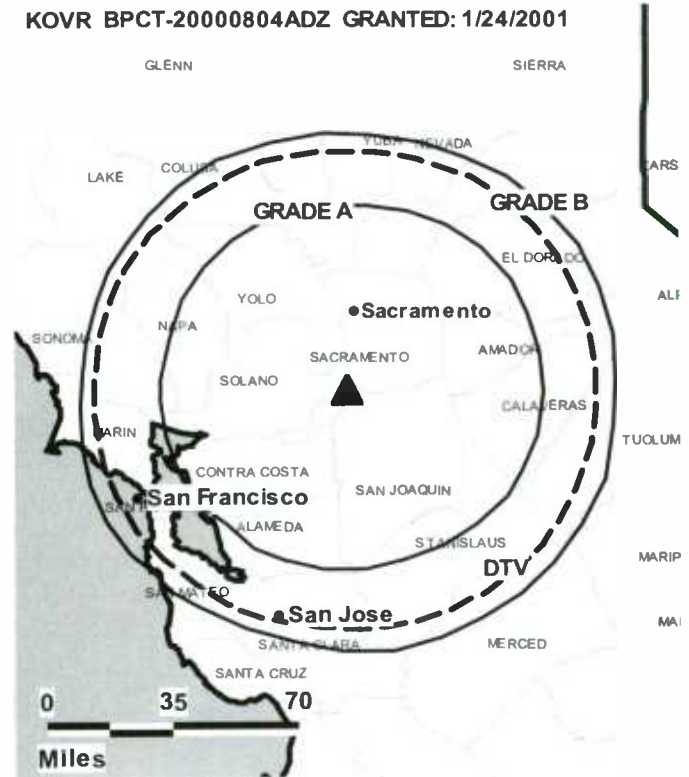 KOVR BPCT-20000804ADZ GRANTED: 1/24/2001
GLENN
SIERRA
YUBA
NEVADA
LAKE
COLUSA
GRADE A
GRADE B
EL DORADO
YOLO
Sacramento
SONOMA
NAPA
SACRAMENTO
AMADOR
SOLANO
CALAVERAS
MARIN
TUOLUM
CONTRA COSTA
San Francisco
SAN JOAQUIN
ALAMEDA
STANISLAUS
DTV
MARIP
SAN MATEO
San Jose
SANTA CLARA
MERCED
SANTA CRUZ
0 35 70
Miles